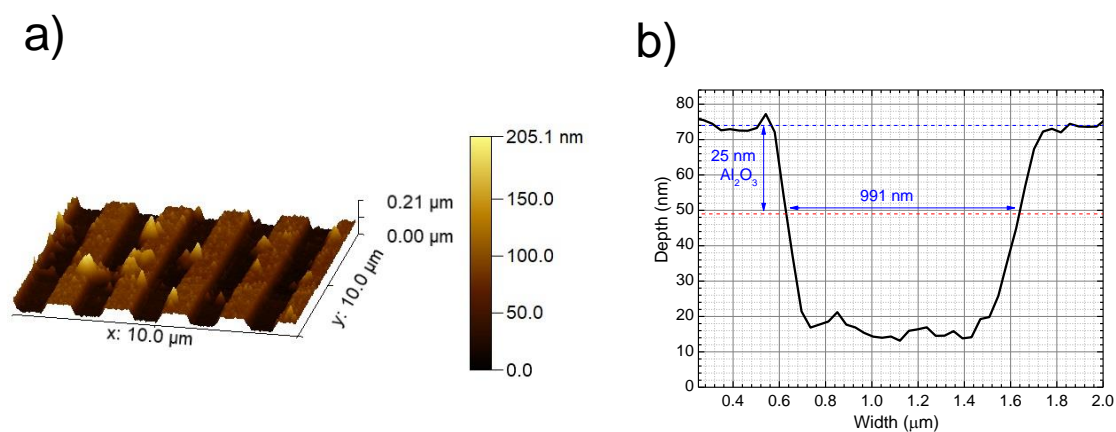 a)
205.1 nm
150.0
100.0
50.0
0.0
0.21 µm
0.00 µm
x: 10.0 µm
y: 10.0 µm
b)
80
70
60
50
40
30
20
10
0
Depth (nm)
25 nm
Al₂O₃
991 nm
0.4 0.6 0.8 1.0 1.2 1.4 1.6 1.8 2.0
Width (µm)